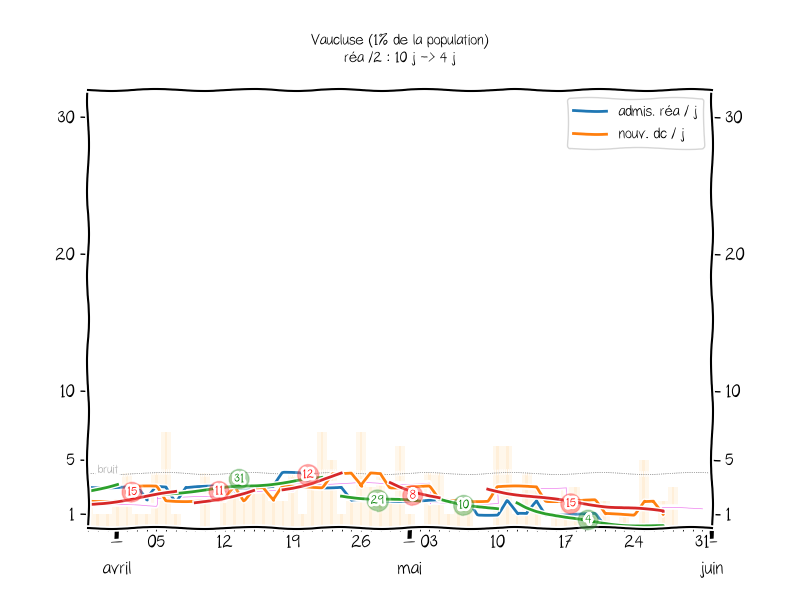 Vaucluse (1% de la population)
réa /2 : 10 j -> 4 j
admis. réa / j
nouv. dc / j
30
30
20
20
10
10
5
5
bruit
1
1
15
11
31
12
29
8
10
15
4
05 12 19 26 03 10 17 24 31
avril mai juin